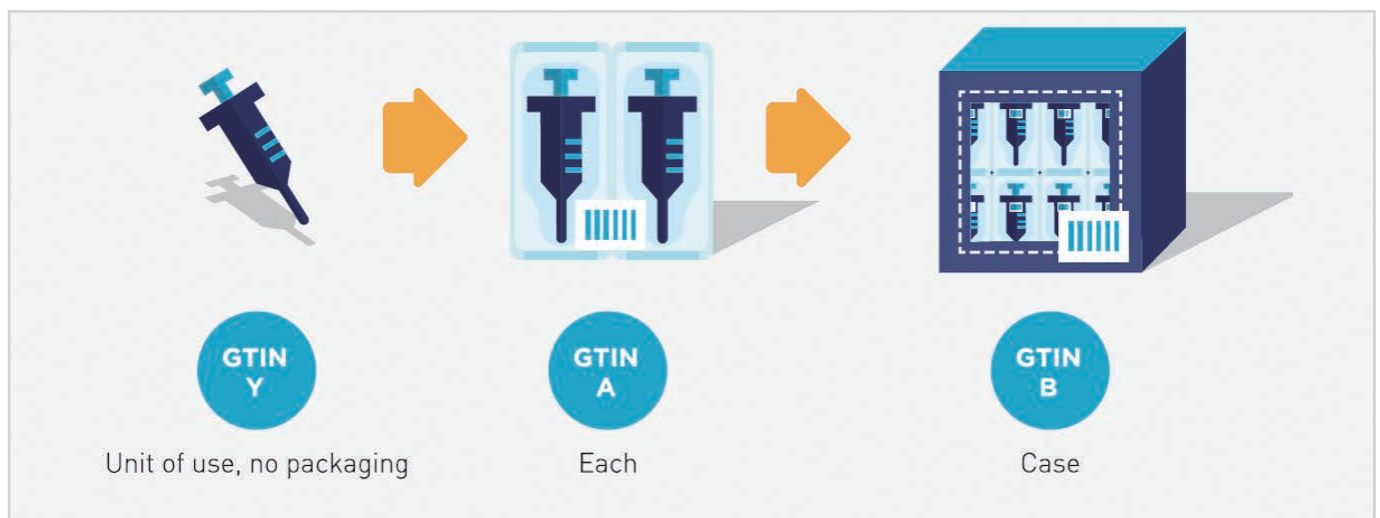 GTIN
Y
GTIN
A
GTIN
B
Unit of use, no packaging
Each
Case